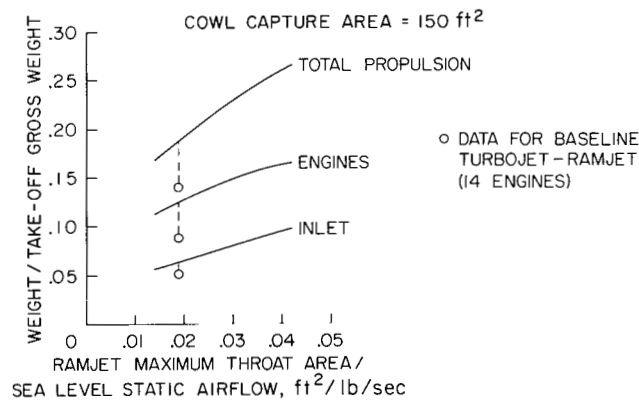 COWL CAPTURE AREA = 150 ft²
WEIGHT/TAKE-OFF GROSS WEIGHT
.30
.25
.20
.15
.10
.05
0
.01 .02 .03 .04 .05
TOTAL PROPULSION
ENGINES
INLET
○ DATA FOR BASELINE
TURBOJET-RAMJET
(14 ENGINES)
RAMJET MAXIMUM THROAT AREA/
SEA LEVEL STATIC AIRFLOW, ft²/lb/sec